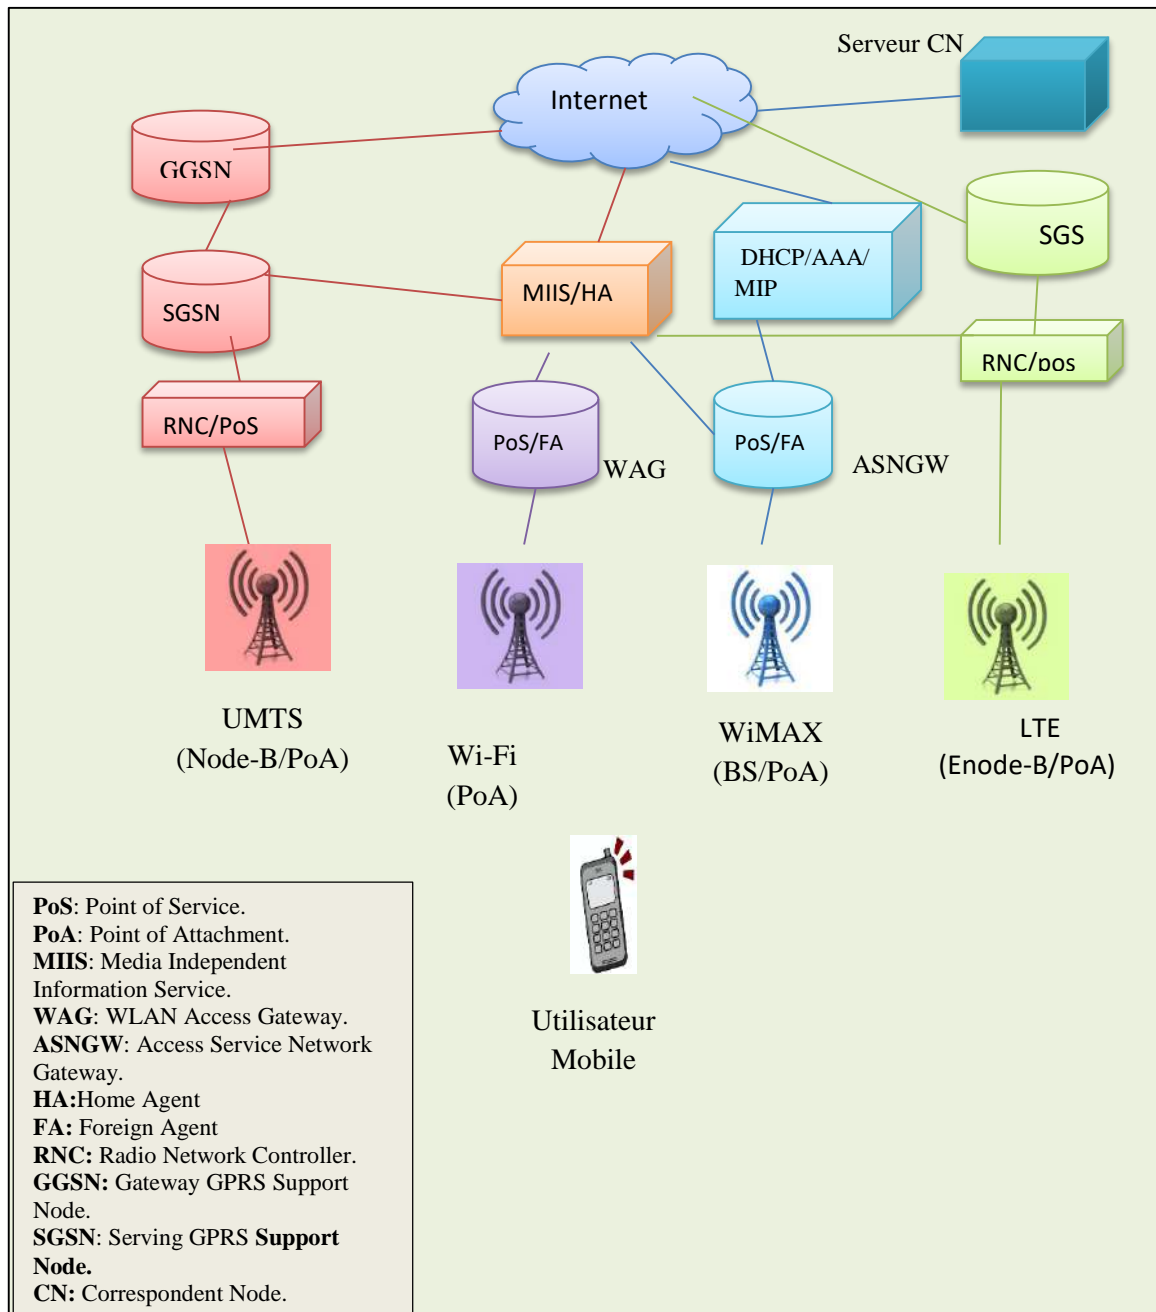 Serveur CN
Internet
GGSN
SGS
DHCP/AAA/
MIP
MIIS/HA
SGSN
RNC/pos
RNC/PoS
PoS/FA
PoS/FA
WAG
ASNGW
UMTS
(Node-B/PoA)
Wi-Fi
(PoA)
WiMAX
(BS/PoA)
LTE
(Enode-B/PoA)
Utilisateur
Mobile
PoS: Point of Service.
PoA: Point of Attachment.
MIIS: Media Independent
Information Service.
WAG: WLAN Access Gateway.
ASNGW: Access Service Network
Gateway.
HA:Home Agent
FA: Foreign Agent
RNC: Radio Network Controller.
GGSN: Gateway GPRS Support
Node.
SGSN: Serving GPRS Support
Node.
CN: Correspondent Node.